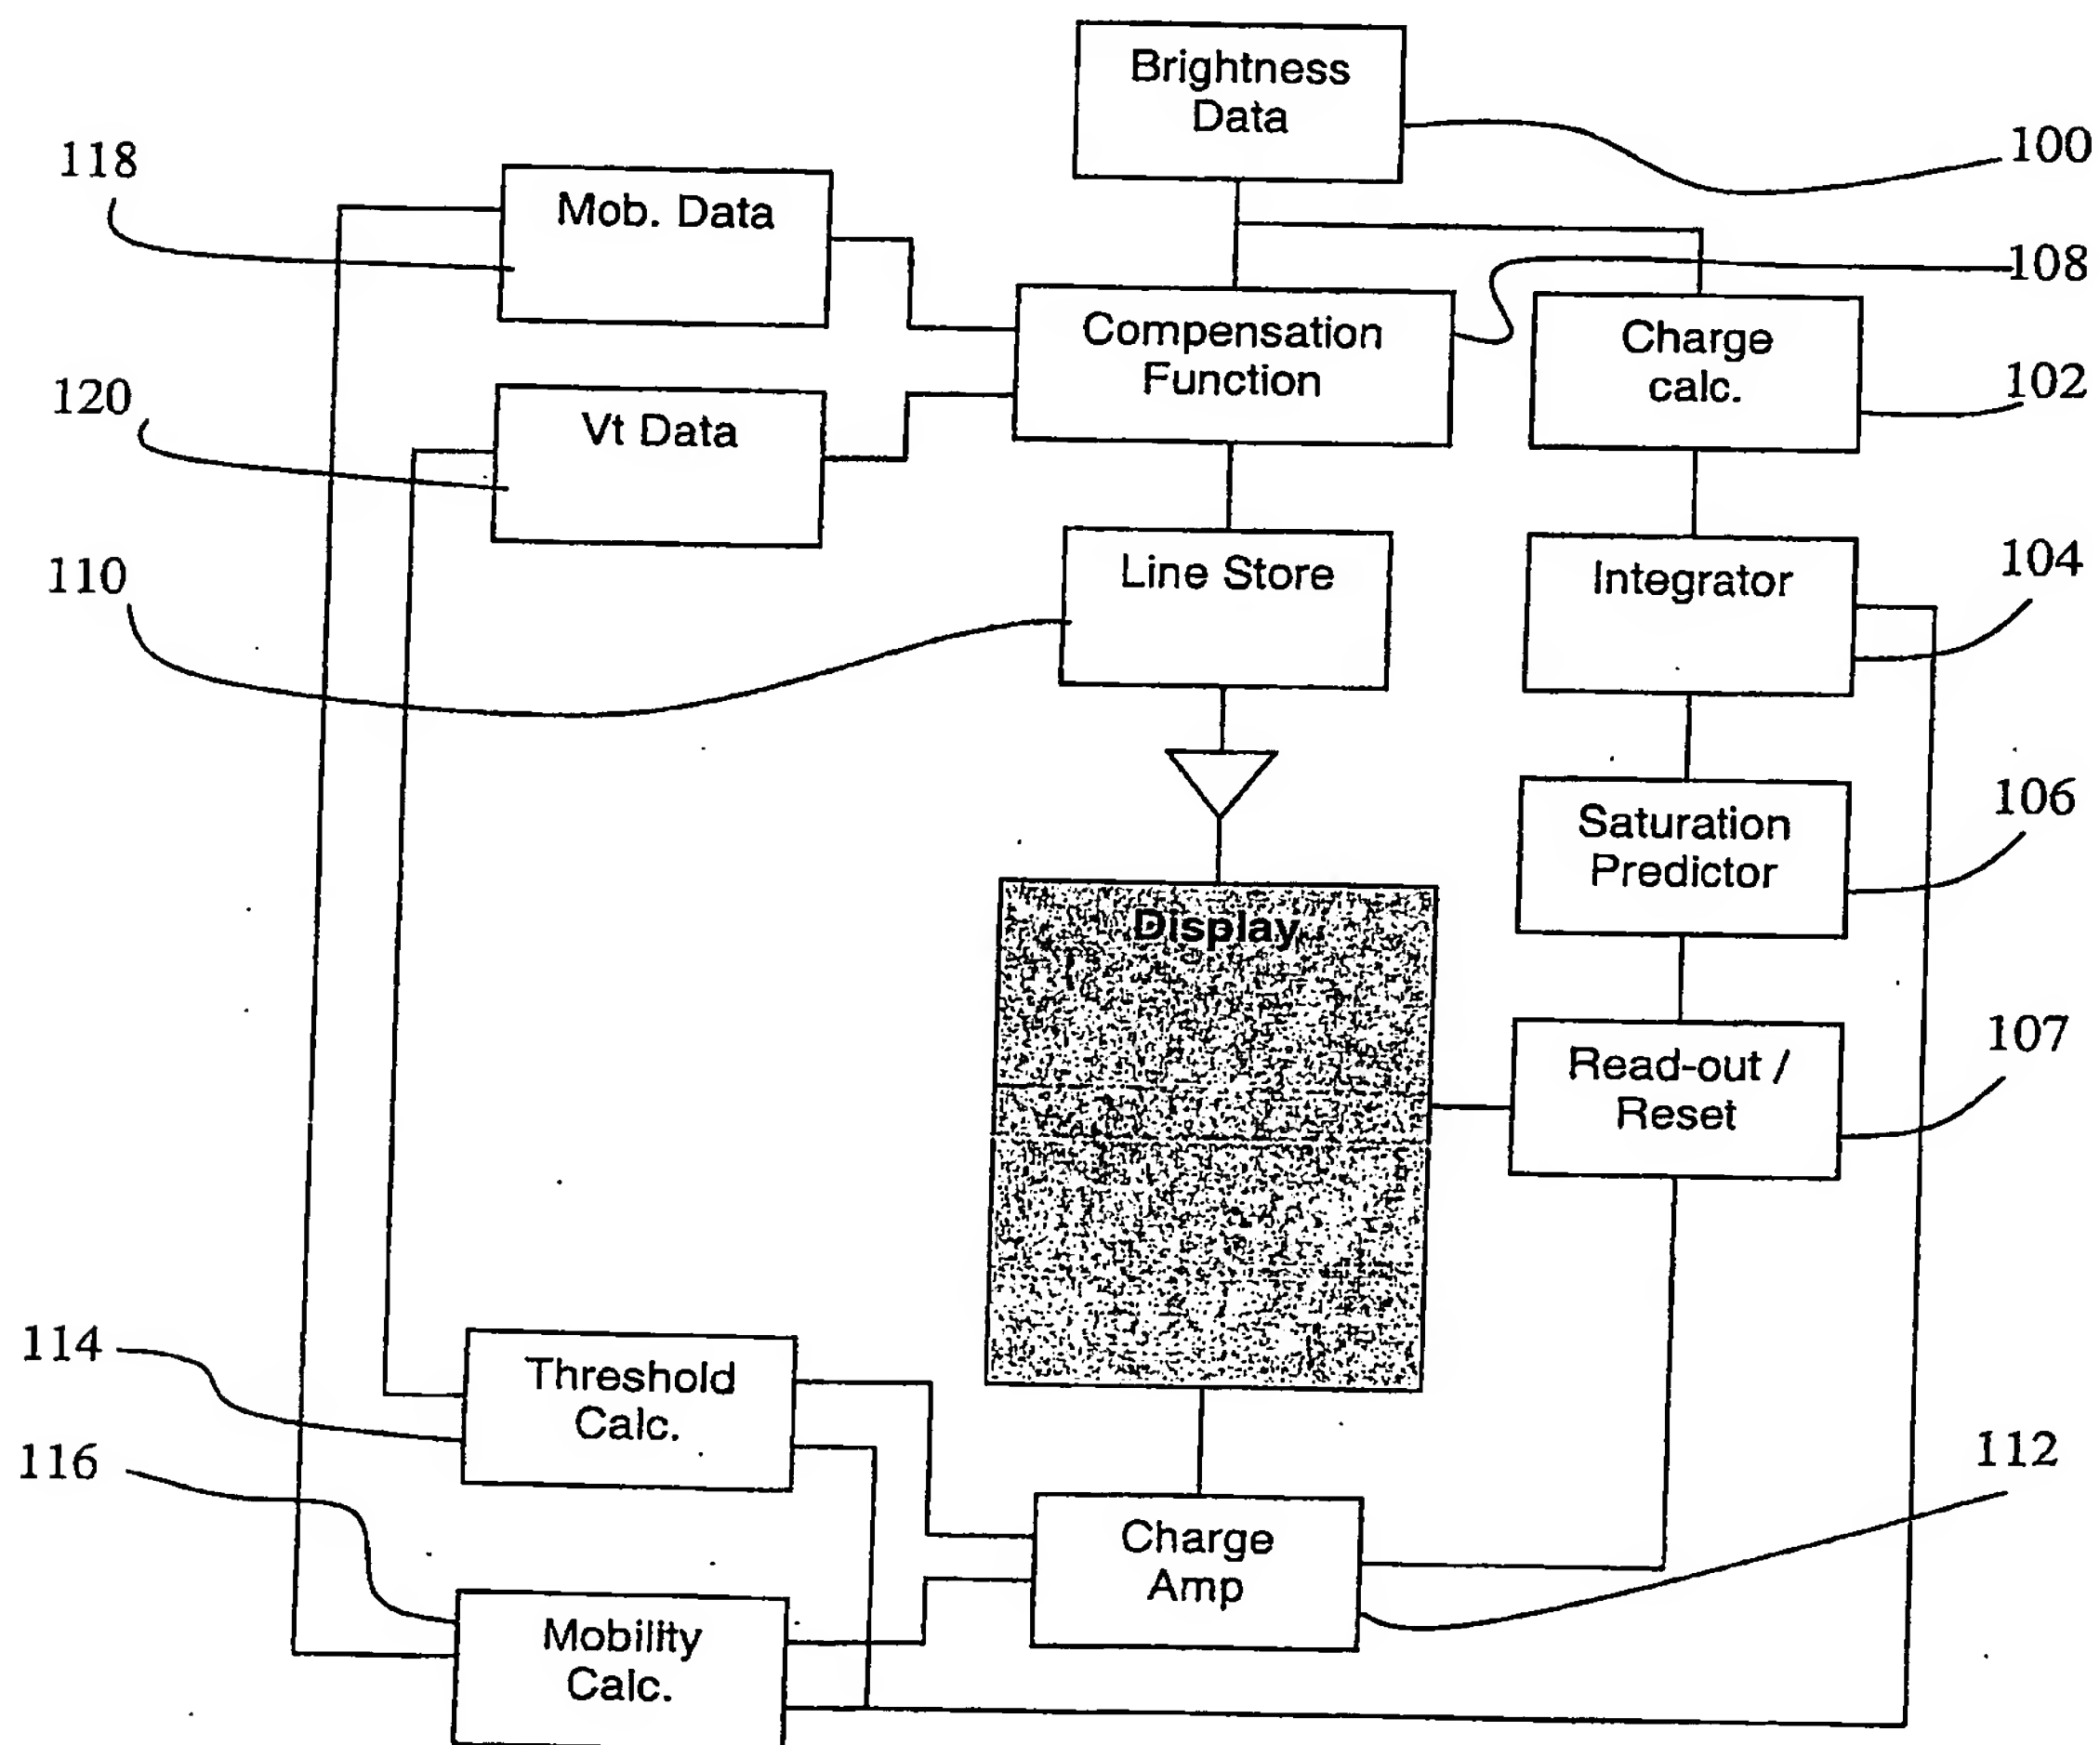 Brightness
Data
100
118
Mob. Data
108
Compensation
Function
Charge
calc.
102
120
Vt Data
110
Line Store
Integrator
104
Saturation
Predictor
106
Display
Read-out /
Reset
107
114
Threshold
Calc.
116
Charge
Amp
112
Mobility
Calc.